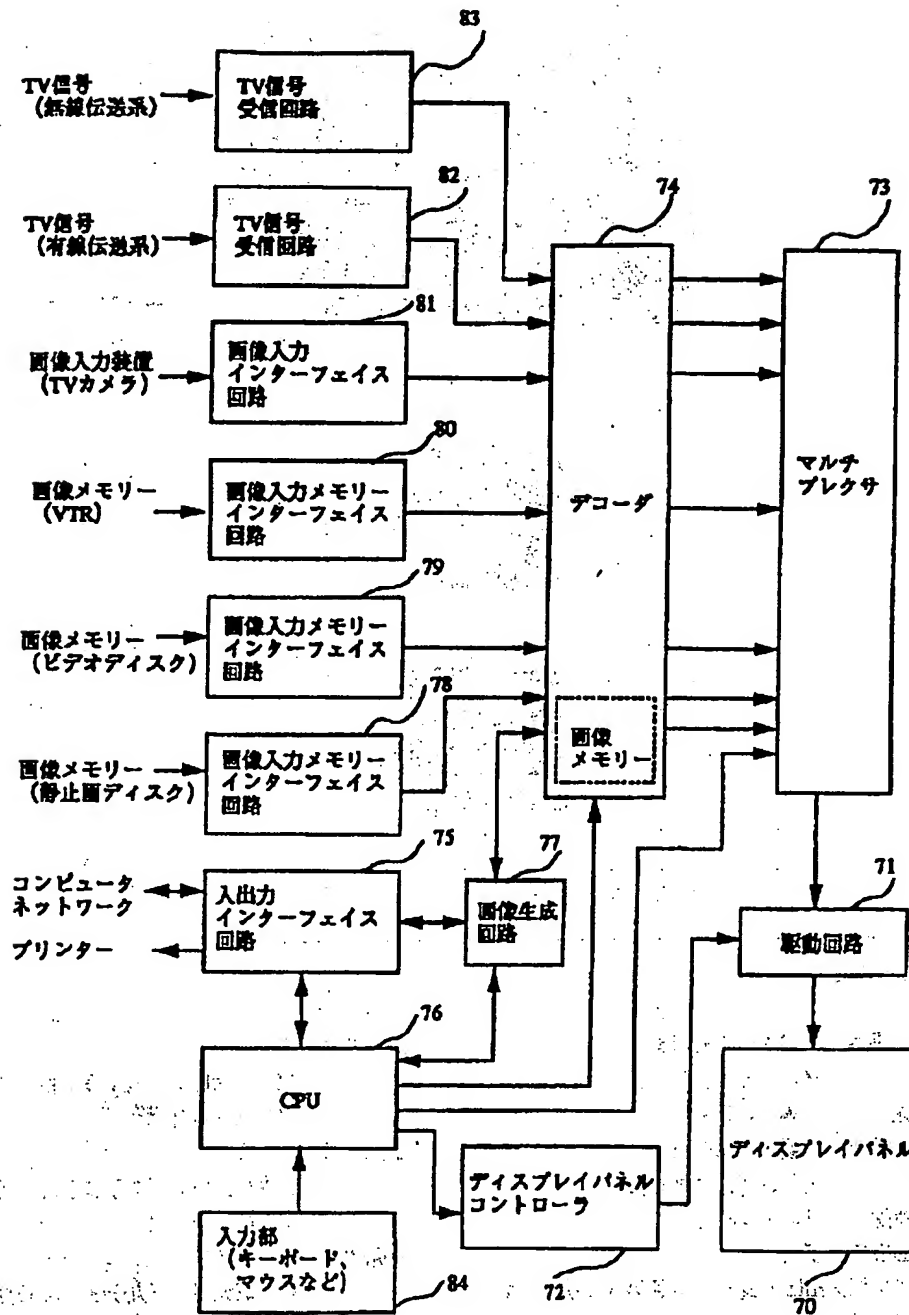 83
TV信号
(無線伝送系)
TV信号
受信回路
82
TV信号
(有線伝送系)
TV信号
受信回路
74
73
81
画像入力装置
(TVカメラ)
画像入力
インターフェイス
回路
80
画像メモリー
(VTR)
画像入力メモリー
インターフェイス
回路
デコーダ
マルチ
プレクサ
79
画像メモリー
(ビデオディスク)
画像入力メモリー
インターフェイス
回路
78
画像メモリー
(静止画ディスク)
画像入力メモリー
インターフェイス
回路
画像
メモリー
75
77
71
コンピュータ
ネットワーク
プリンター
入出力
インターフェイス
回路
画像生成
回路
駆動回路
76
CPU
ディスプレイパネル
コントローラ
ディスプレイパネル
入力部
(キーボード、
マウスなど)
84
72
70